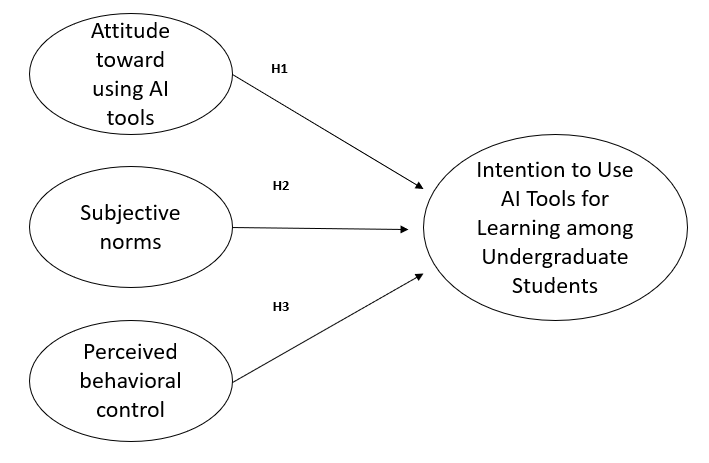 Attitude
toward
using AI
tools
H1
Subjective
norms
H2
Perceived
behavioral
control
H3
Intention to Use
AI Tools for
Learning among
Undergraduate
Students